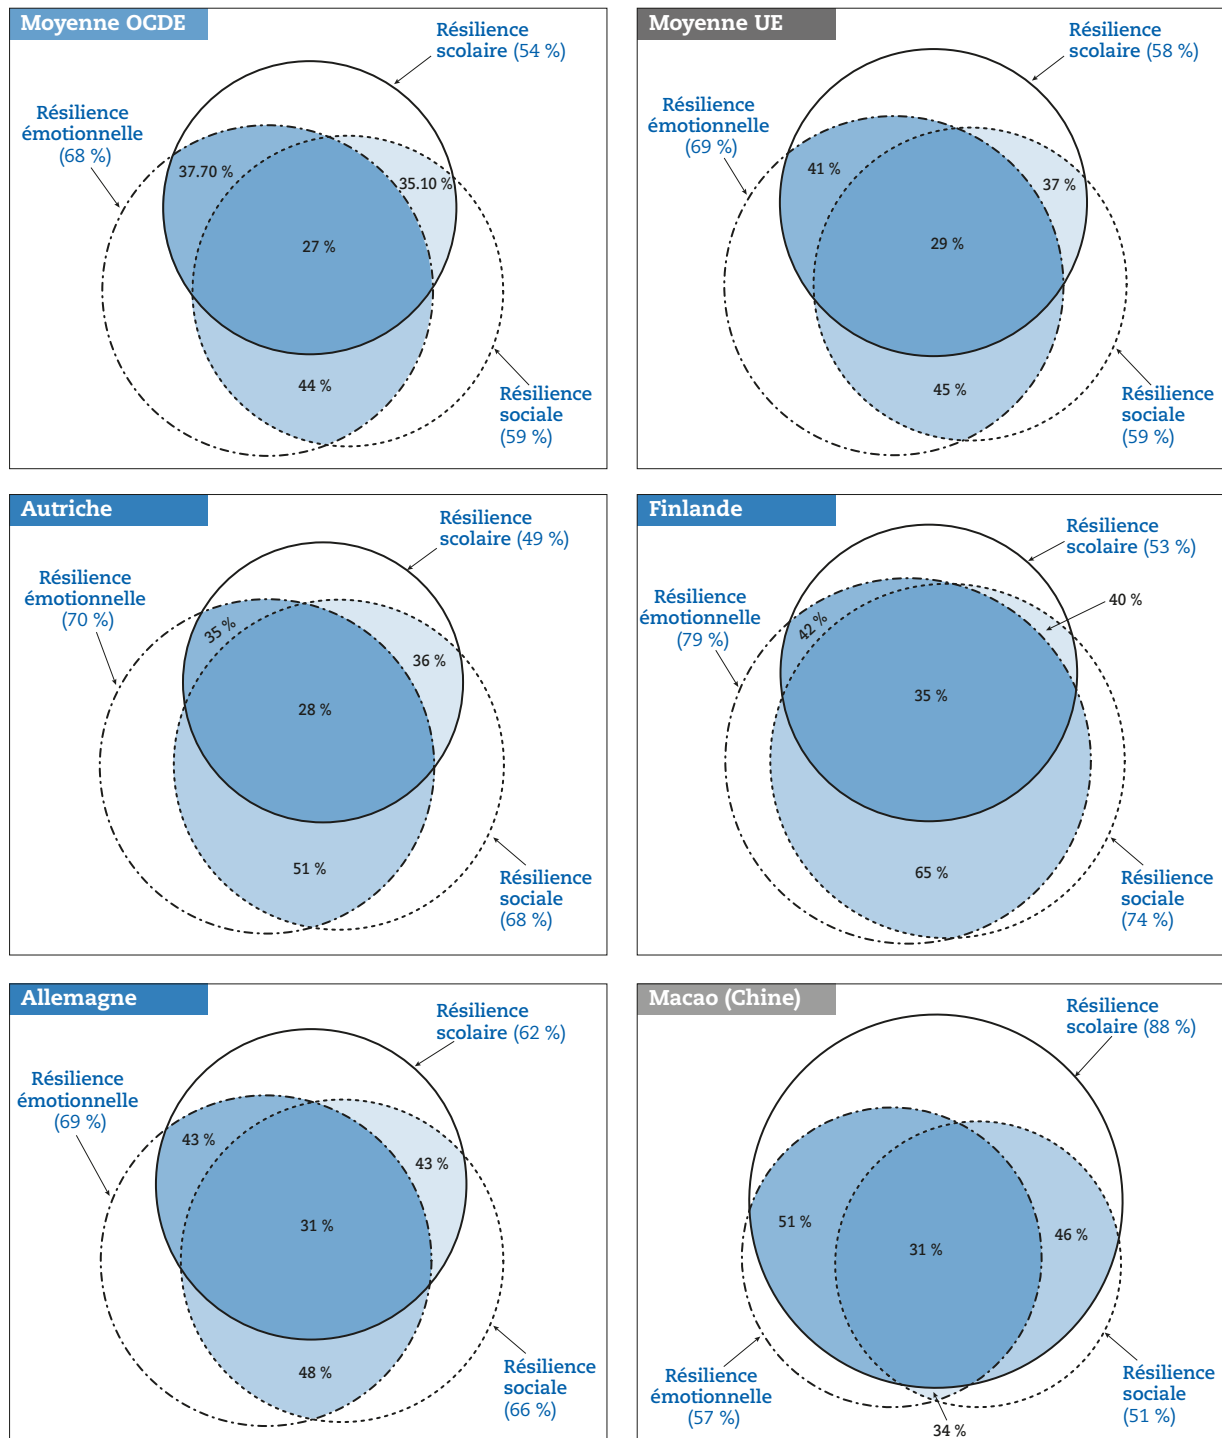 Moyenne OCDE
Résilience
scolaire (54 %)
Résilience
émotionnelle
(68 %)
37.70 %
35.10 %
27 %
44 %
Résilience
sociale
(59 %)
Moyenne UE
Résilience
scolaire (58 %)
Résilience
émotionnelle
(69 %)
41 %
37 %
29 %
45 %
Résilience
sociale
(59 %)
Autriche
Résilience
scolaire (49 %)
Résilience
émotionnelle
(70 %)
35 %
36 %
28 %
51 %
Résilience
sociale
(68 %)
Finlande
Résilience
scolaire (53 %)
Résilience
émotionnelle
(79 %)
40 %
42 %
35 %
65 %
Résilience
sociale
(74 %)
Allemagne
Résilience
scolaire (62 %)
Résilience
émotionnelle
(69 %)
43 %
43 %
31 %
48 %
Résilience
sociale
(66 %)
Macao (Chine)
Résilience
scolaire (88 %)
51 %
46 %
31 %
Résilience
émotionnelle
(57 %)
Résilience
sociale
(51 %)
34 %